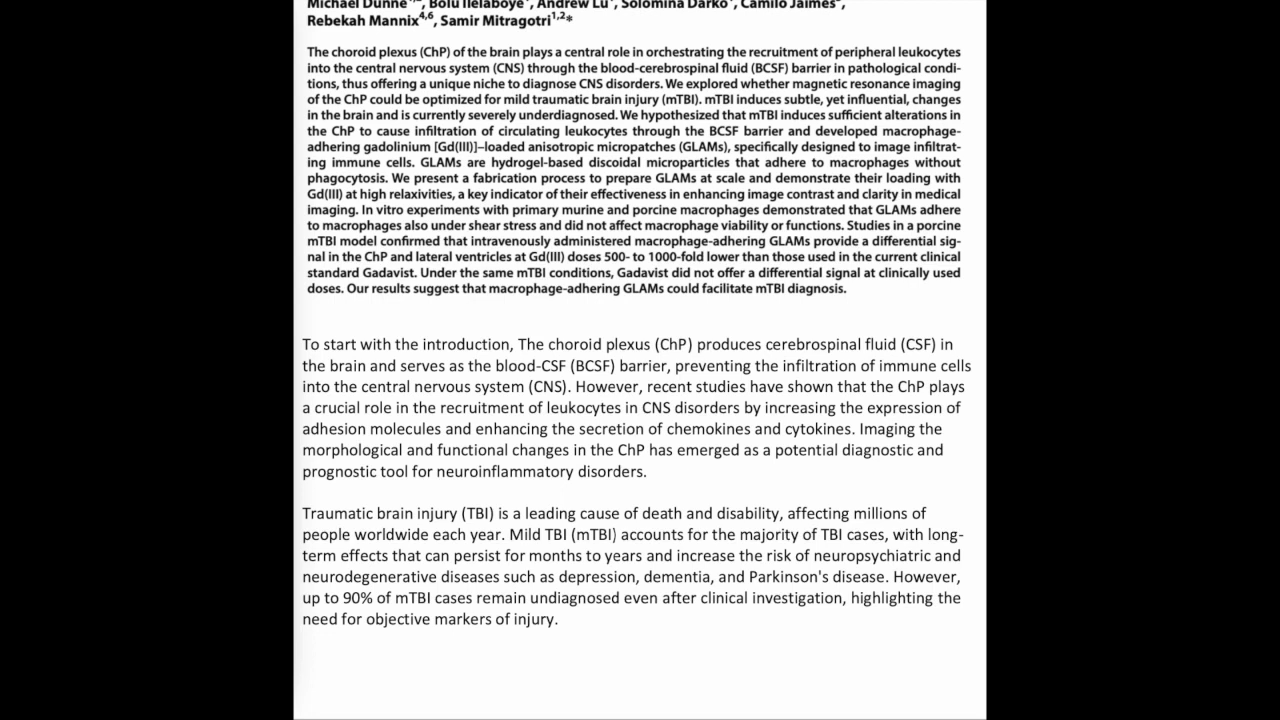 Michael Dunne¹,², Bolu Ilelaboye¹, Andrew Lu¹, Solomina Darko¹, Camilo Jaimes⁵,
Rebekah Mannix⁴,⁶, Samir Mitragotri¹,²*
The choroid plexus (ChP) of the brain plays a central role in orchestrating the recruitment of peripheral leukocytes
into the central nervous system (CNS) through the blood-cerebrospinal fluid (BCSF) barrier in pathological condi-
tions, thus offering a unique niche to diagnose CNS disorders. We explored whether magnetic resonance imaging
of the ChP could be optimized for mild traumatic brain injury (mTBI). mTBI induces subtle, yet influential, changes
in the brain and is currently severely underdiagnosed. We hypothesized that mTBI induces sufficient alterations in
the ChP to cause infiltration of circulating leukocytes through the BCSF barrier and developed macrophage-
adhering gadolinium [Gd(III)]–loaded anisotropic micropatches (GLAMs), specifically designed to image infiltrat-
ing immune cells. GLAMs are hydrogel-based discoidal microparticles that adhere to macrophages without
phagocytosis. We present a fabrication process to prepare GLAMs at scale and demonstrate their loading with
Gd(III) at high relaxivities, a key indicator of their effectiveness in enhancing image contrast and clarity in medical
imaging. In vitro experiments with primary murine and porcine macrophages demonstrated that GLAMs adhere
to macrophages also under shear stress and did not affect macrophage viability or functions. Studies in a porcine
mTBI model confirmed that intravenously administered macrophage-adhering GLAMs provide a differential sig-
nal in the ChP and lateral ventricles at Gd(III) doses 500- to 1000-fold lower than those used in the current clinical
standard Gadavist. Under the same mTBI conditions, Gadavist did not offer a differential signal at clinically used
doses. Our results suggest that macrophage-adhering GLAMs could facilitate mTBI diagnosis.
To start with the introduction, The choroid plexus (ChP) produces cerebrospinal fluid (CSF) in
the brain and serves as the blood-CSF (BCSF) barrier, preventing the infiltration of immune cells
into the central nervous system (CNS). However, recent studies have shown that the ChP plays
a crucial role in the recruitment of leukocytes in CNS disorders by increasing the expression of
adhesion molecules and enhancing the secretion of chemokines and cytokines. Imaging the
morphological and functional changes in the ChP has emerged as a potential diagnostic and
prognostic tool for neuroinflammatory disorders.
Traumatic brain injury (TBI) is a leading cause of death and disability, affecting millions of
people worldwide each year. Mild TBI (mTBI) accounts for the majority of TBI cases, with long-
term effects that can persist for months to years and increase the risk of neuropsychiatric and
neurodegenerative diseases such as depression, dementia, and Parkinson's disease. However,
up to 90% of mTBI cases remain undiagnosed even after clinical investigation, highlighting the
need for objective markers of injury.